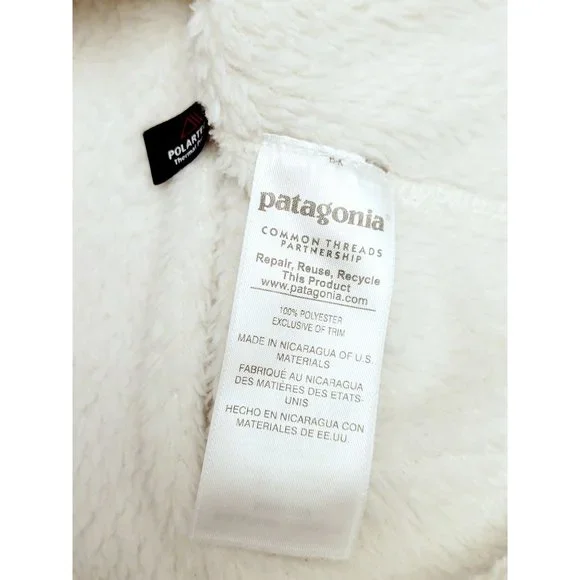 Thermal
patagonia®
COMMON THREADS
PARTNERSHIP
Repair, Reuse, Recycle
This Product
www.patagonia.com
100% POLYESTER
EXCLUSIVE OF TRIM
MADE IN NICARAGUA OF U.S.
MATERIALS
FABRIQUÉ AU NICARAGUA
DES MATIÈRES DES ETATS-
UNIS
HECHO EN NICARAGUA CON
MATERIALES DE EE.UU.